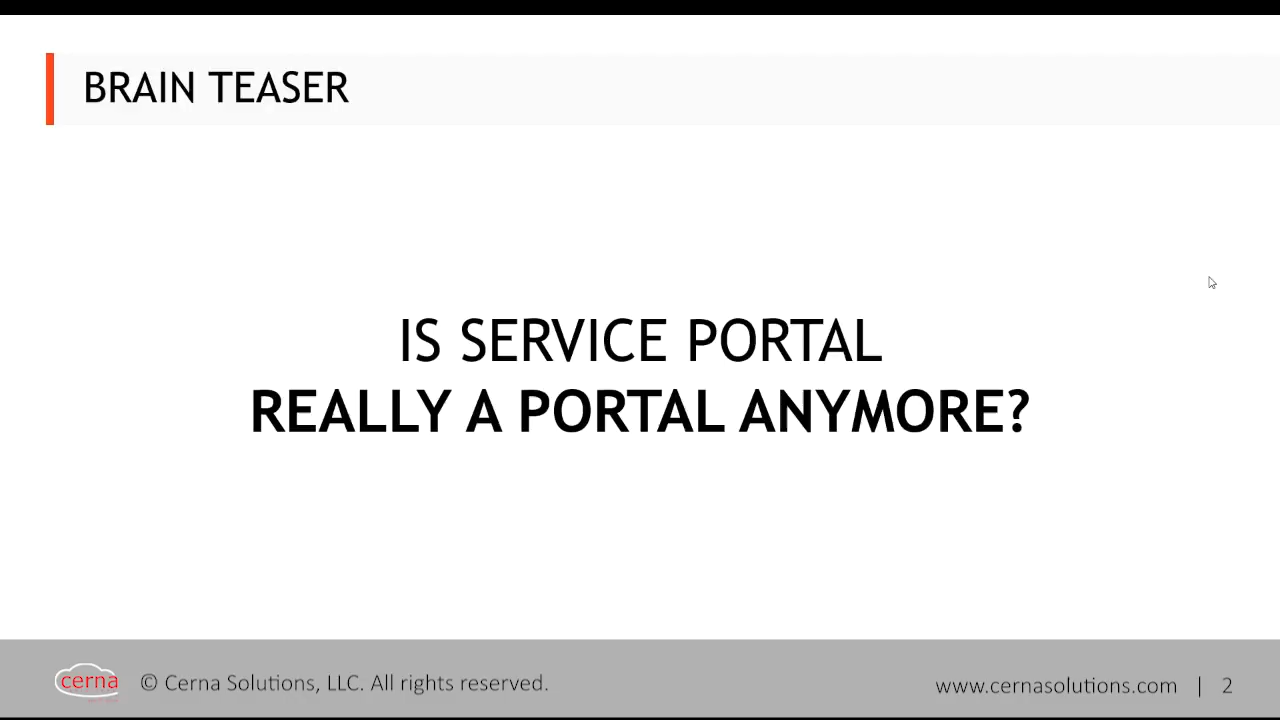 BRAIN TEASER
IS SERVICE PORTAL
REALLY A PORTAL ANYMORE?
cerna
© Cerna Solutions, LLC. All rights reserved.
www.cernasolutions.com | 2